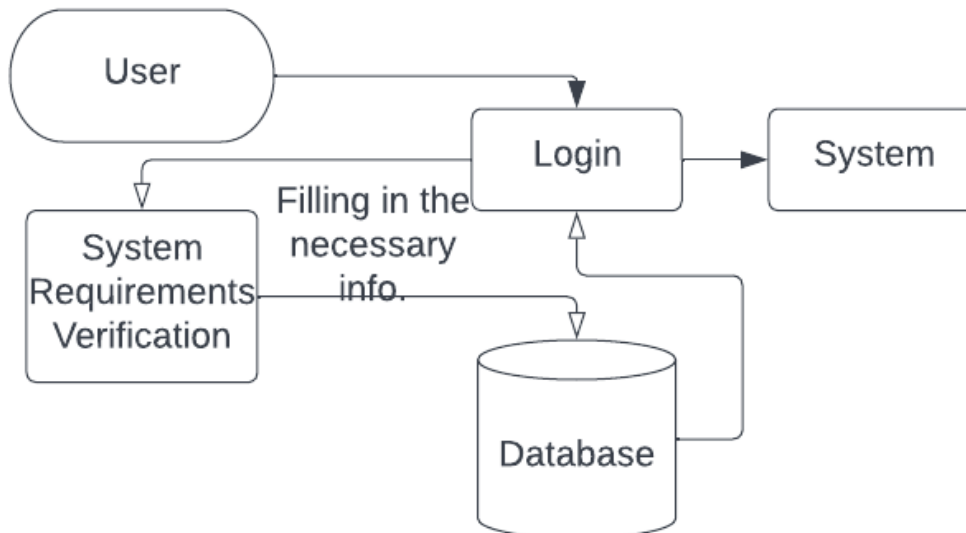 User
Login
System
Filling in the
necessary
info.
System
Requirements
Verification
Database